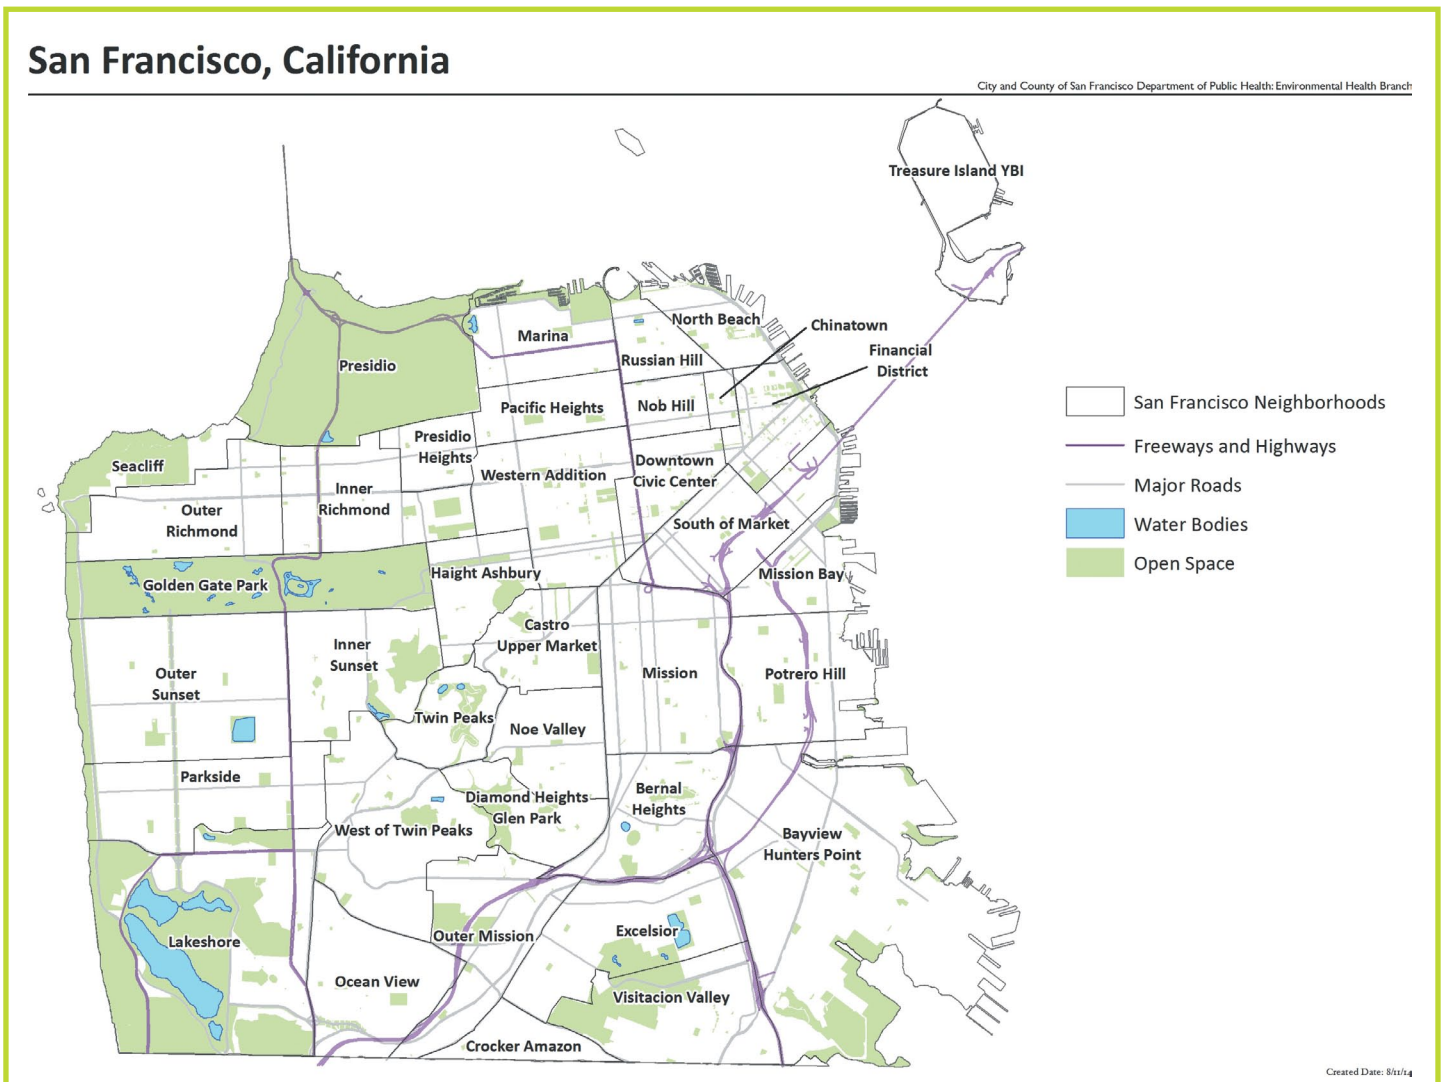 San Francisco, California
City and County of San Francisco Department of Public Health: Environmental Health Branch
Treasure Island YBI
North Beach
Chinatown
Marina
Financial
District
Russian Hill
Presidio
Pacific Heights
Nob Hill
San Francisco Neighborhoods
Presidio
Heights
Freeways and Highways
Seacliff
Western Addition
Downtown
Civic Center
Major Roads
Inner
Richmond
Outer
Richmond
South of Market
Water Bodies
Open Space
Golden Gate Park
Haight Ashbury
Mission Bay
Castro
Upper Market
Inner
Sunset
Outer
Sunset
Mission
Potrero Hill
Twin Peaks
Noe Valley
Parkside
Diamond Heights
Glen Park
Bernal
Heights
West of Twin Peaks
Bayview
Hunters Point
Lakeshore
Outer Mission
Excelsior
Ocean View
Visitacion Valley
Crocker Amazon
Created Date: 8/11/14